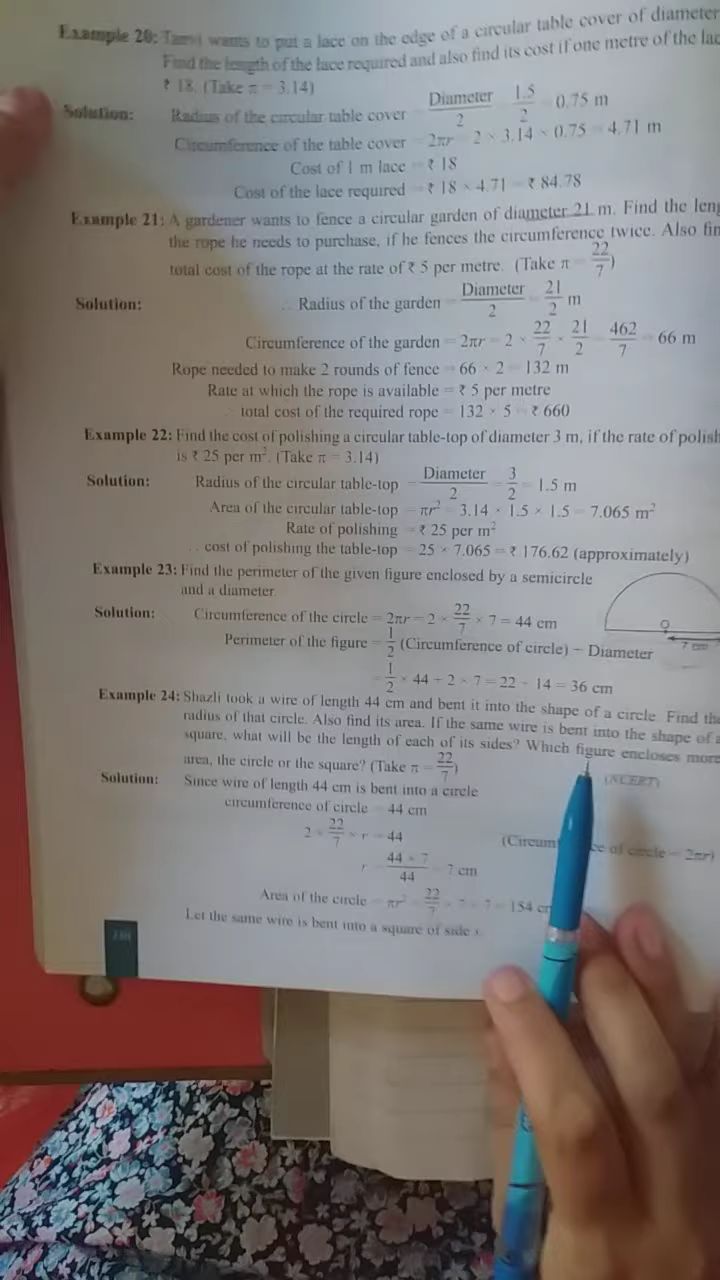 Example 20: Tanvi wants to put a lace on the edge of a circular table cover of diameter
Find the length of the lace required and also find its cost if one metre of the lac
₹ 18. (Take π = 3.14)
Solution: Radius of the circular table cover = Diameter/2 = 1.5/2 = 0.75 m
Circumference of the table cover = 2πr = 2 × 3.14 × 0.75 = 4.71 m
Cost of 1 m lace = ₹ 18
Cost of the lace required = ₹ 18 × 4.71 = ₹ 84.78
Example 21: A gardener wants to fence a circular garden of diameter 21 m. Find the leng
the rope he needs to purchase, if he fences the circumference twice. Also fin
total cost of the rope at the rate of ₹ 5 per metre. (Take π = 22/7)
Solution: ∴ Radius of the garden = Diameter/2 = 21/2 m
Circumference of the garden = 2πr = 2 × 22/7 × 21/2 = 462/7 = 66 m
Rope needed to make 2 rounds of fence = 66 × 2 = 132 m
Rate at which the rope is available = ₹ 5 per metre
∴ total cost of the required rope = 132 × 5 = ₹ 660
Example 22: Find the cost of polishing a circular table-top of diameter 3 m, if the rate of polish
is ₹ 25 per m². (Take π = 3.14)
Solution: Radius of the circular table-top = Diameter/2 = 3/2 = 1.5 m
Area of the circular table-top = πr² = 3.14 × 1.5 × 1.5 = 7.065 m²
Rate of polishing = ₹ 25 per m²
∴ cost of polishing the table-top = 25 × 7.065 = ₹ 176.62 (approximately)
Example 23: Find the perimeter of the given figure enclosed by a semicircle
and a diameter.
O
7 cm
Solution: Circumference of the circle = 2πr = 2 × 22/7 × 7 = 44 cm
Perimeter of the figure = 1/2 (Circumference of circle) + Diameter
= 1/2 × 44 + 2 × 7 = 22 + 14 = 36 cm
Example 24: Shazli took a wire of length 44 cm and bent it into the shape of a circle. Find the
radius of that circle. Also find its area. If the same wire is bent into the shape of a
square, what will be the length of each of its sides? Which figure encloses more
area, the circle or the square? (Take π = 22/7)
(NCERT)
Solution: Since wire of length 44 cm is bent into a circle
circumference of circle = 44 cm
2 × 22/7 × r = 44
(Circum ce of circle = 2πr)
r = 44 × 7/44 = 7 cm
Area of the circle = πr² = 22/7 × 7 × 7 = 154 c
Let the same wire is bent into a square of side